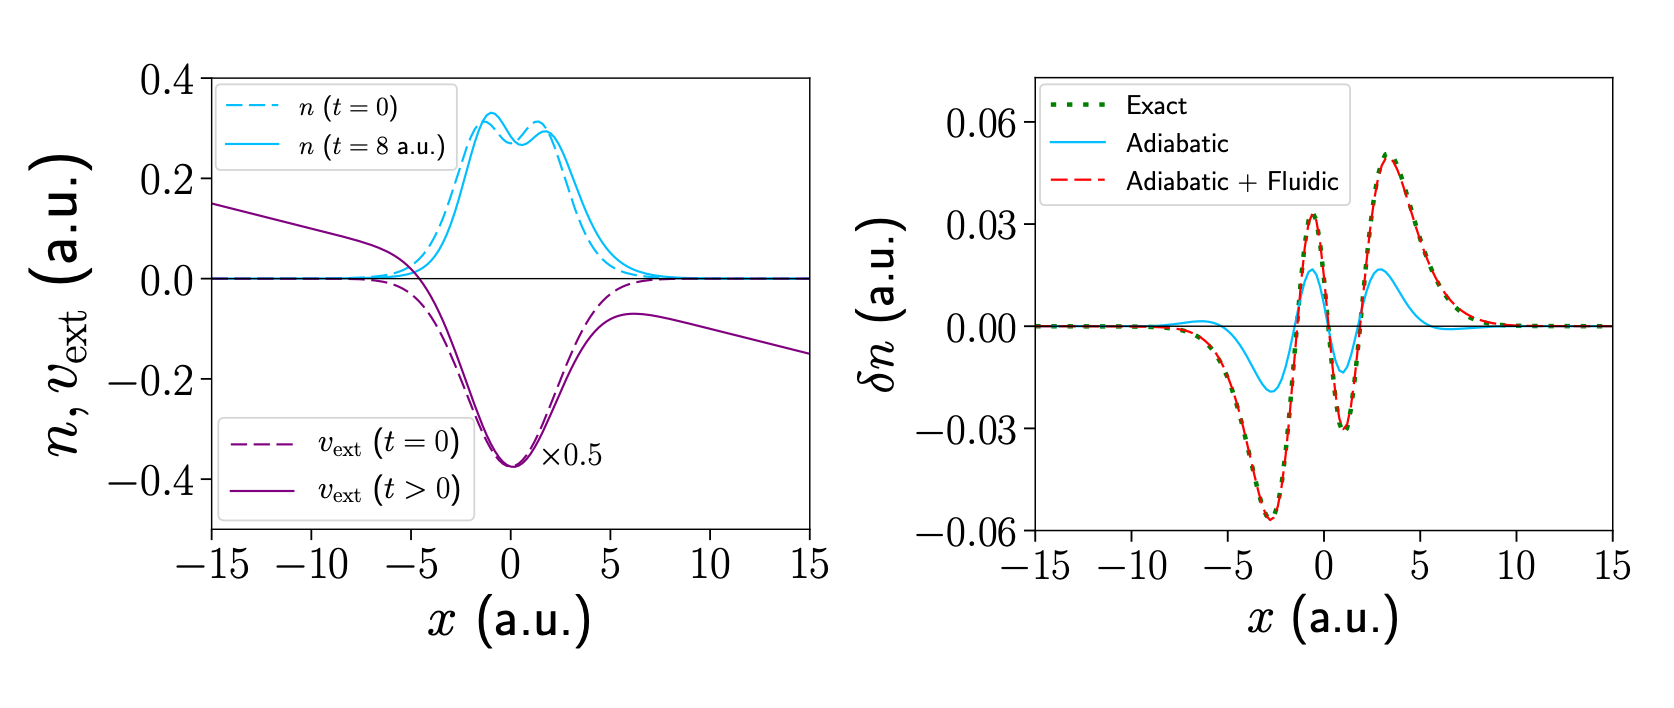 0.4
0.2
0.0
−0.2
−0.4
n, v_ext (a.u.)
n (t = 0)
n (t = 8 a.u.)
v_ext (t = 0)
v_ext (t > 0)
×0.5
−15 −10 −5 0 5 10 15
x (a.u.)
0.06
0.03
0.00
−0.03
−0.06
δn (a.u.)
Exact
Adiabatic
Adiabatic + Fluidic
−15 −10 −5 0 5 10 15
x (a.u.)